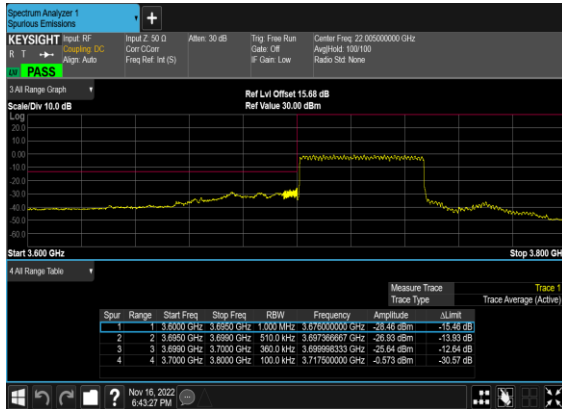 Spectrum Analyzer 1
Spurious Emissions
+
KEYSIGHT Input: RF Input Z: 50 Ω Atten: 30 dB Trig: Free Run Center Freq: 22.005000000 GHz
R T Coupling: DC Corr CCorr Gate: Off Avg|Hold: 100/100
Align: Auto Freq Ref: Int (S) IF Gain: Low Radio Std: None
LU PASS
3 All Range Graph
Ref Lvl Offset 15.68 dB
Scale/Div 10.0 dB Ref Value 30.00 dBm
Log
20.0
10.0
0.00
-10.0
-20.0
-30.0
-40.0
-50.0
-60.0
Start 3.600 GHz Stop 3.800 GH
4 All Range Table
Measure Trace Trace 1
Trace Type Trace Average (Active)
Spur Range Start Freq Stop Freq RBW Frequency Amplitude ΔLimit
1 1 3.6000 GHz 3.6950 GHz 1.000 MHz 3.676000000 GHz -28.46 dBm -15.46 dB
2 2 3.6950 GHz 3.6990 GHz 510.0 kHz 3.697366667 GHz -26.93 dBm -13.93 dB
3 3 3.6990 GHz 3.7000 GHz 360.0 kHz 3.699998333 GHz -25.64 dBm -12.64 dB
4 4 3.7000 GHz 3.8000 GHz 100.0 kHz 3.717500000 GHz -0.573 dBm -30.57 dB
? Nov 16, 2022
6:43:27 PM